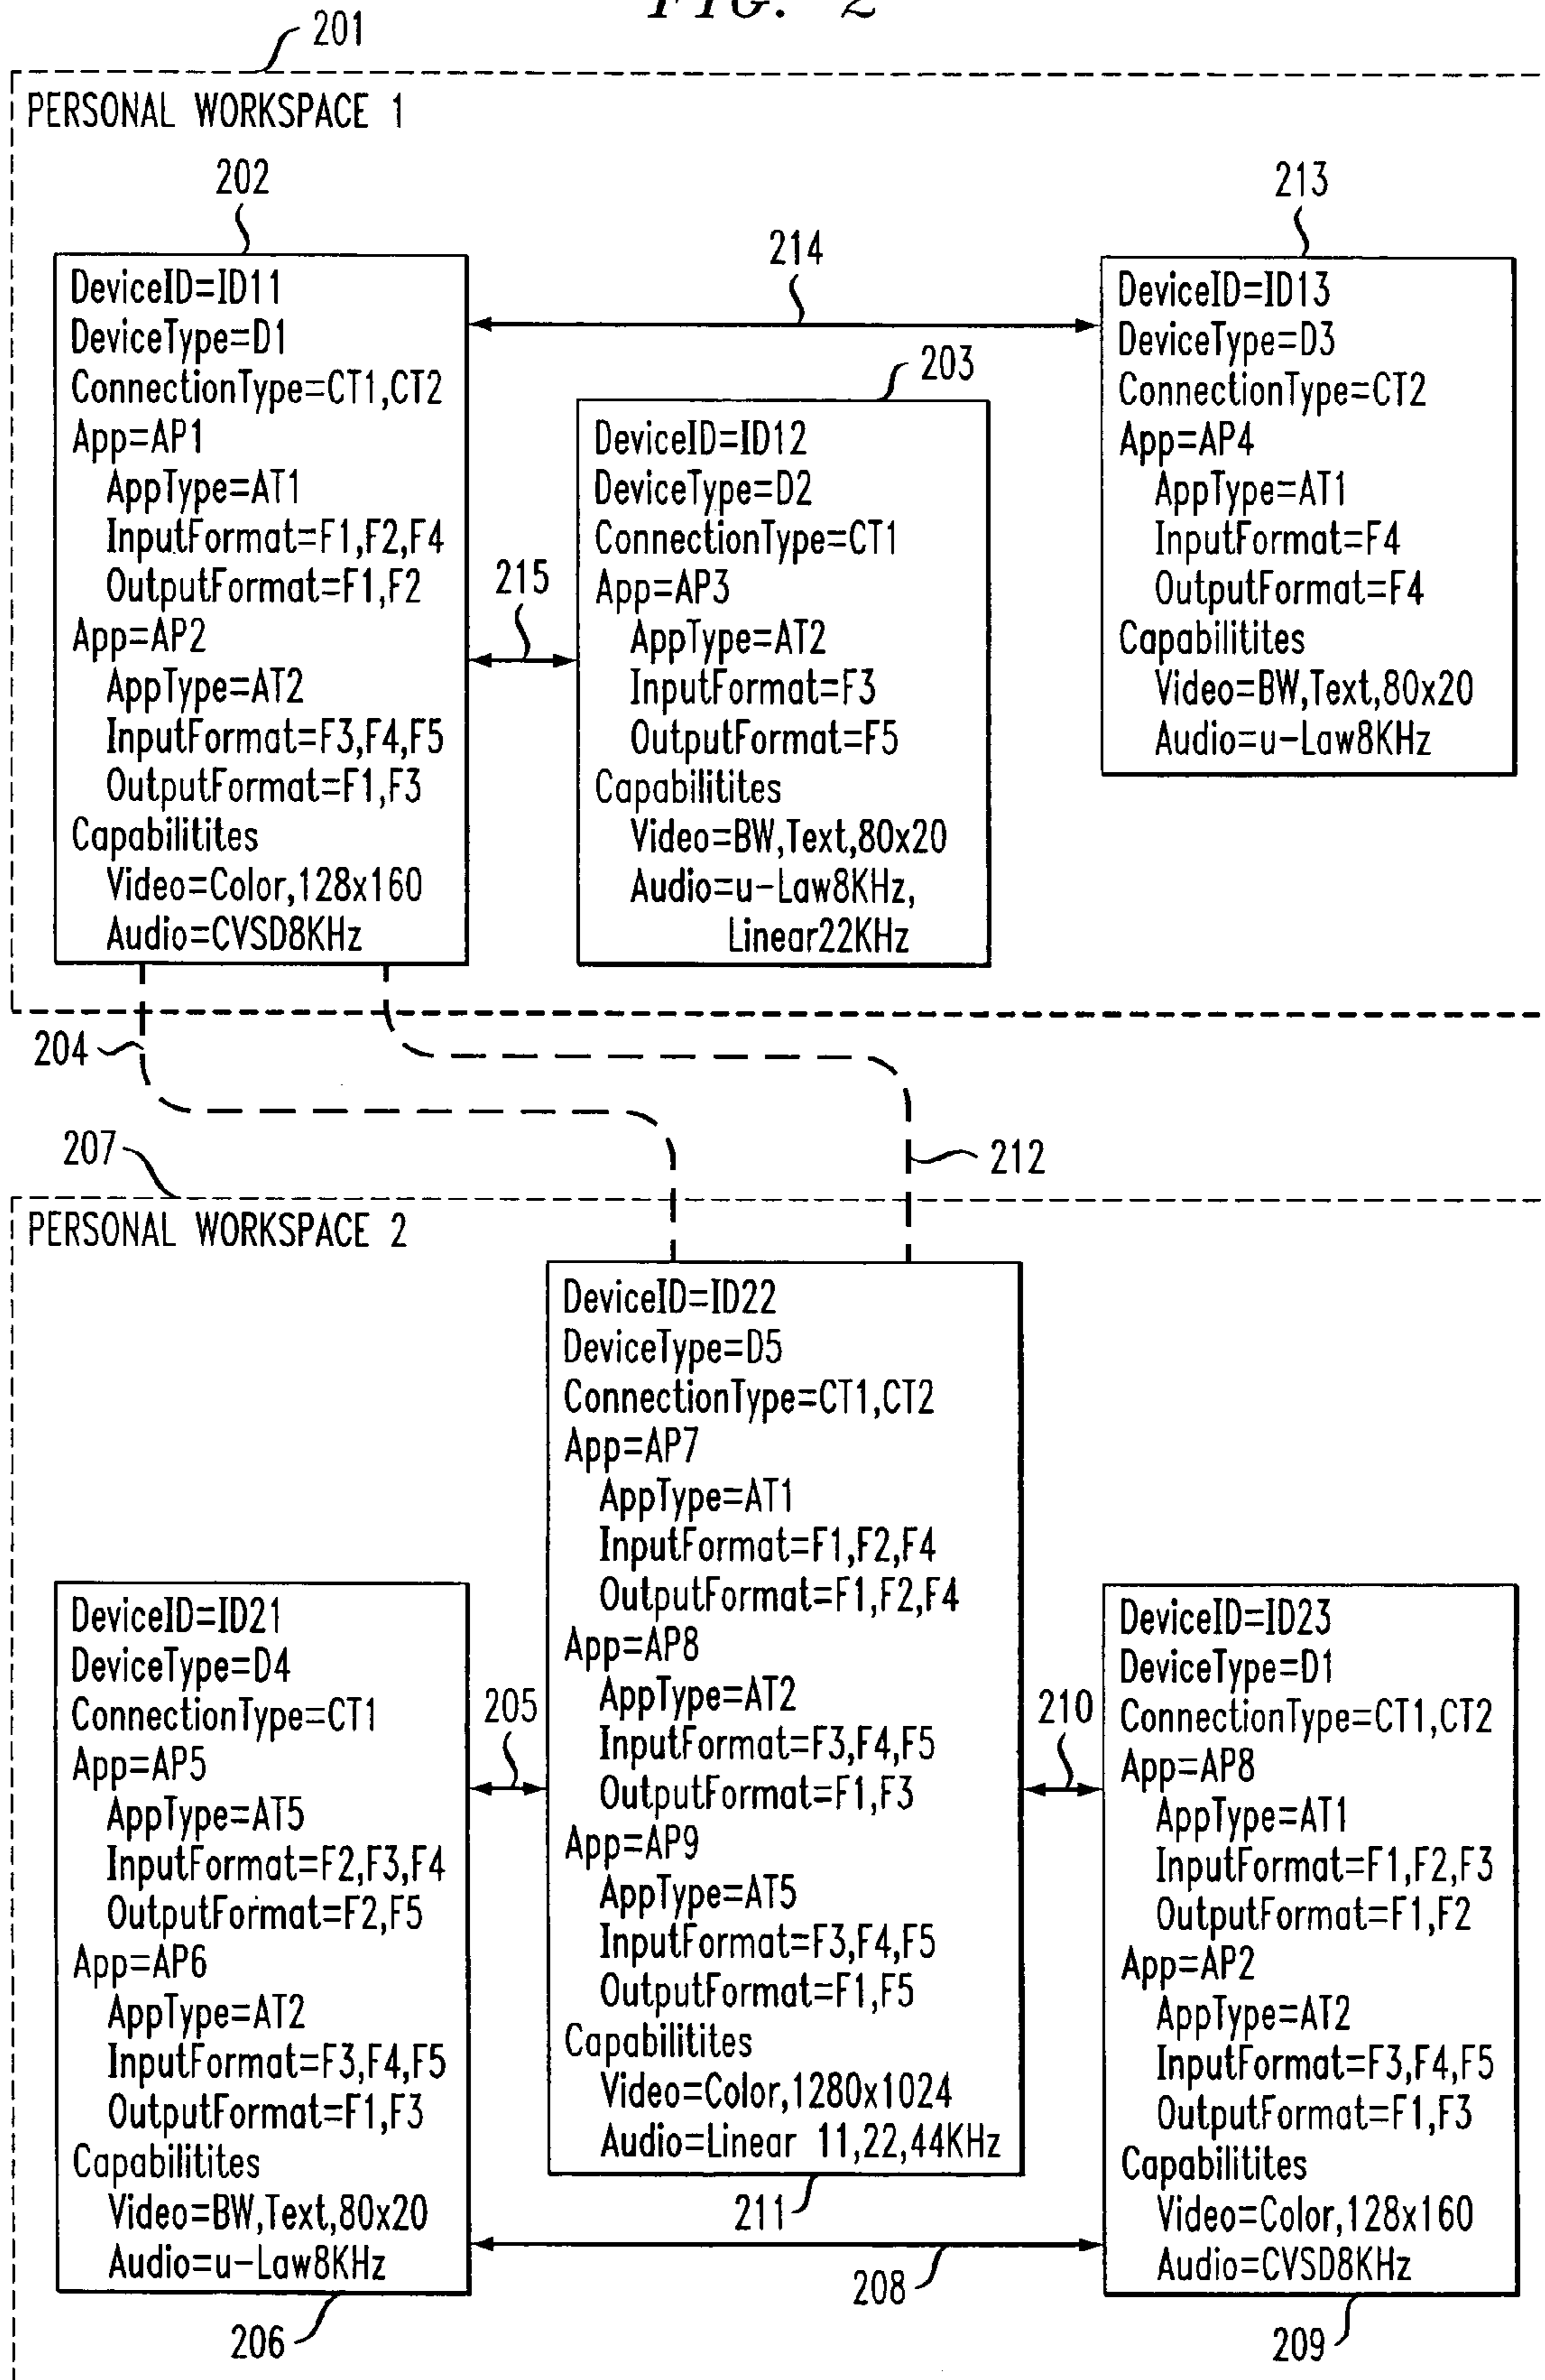 FIG. 2
201
PERSONAL WORKSPACE 1
202
DeviceID=ID11
DeviceType=D1
ConnectionType=CT1,CT2
App=AP1
AppType=AT1
InputFormat=F1,F2,F4
OutputFormat=F1,F2
App=AP2
AppType=AT2
InputFormat=F3,F4,F5
OutputFormat=F1,F3
Capabilitites
Video=Color,128x160
Audio=CVSD8KHz
214
215
203
DeviceID=ID12
DeviceType=D2
ConnectionType=CT1
App=AP3
AppType=AT2
InputFormat=F3
OutputFormat=F5
Capabilitites
Video=BW,Text,80x20
Audio=u-Law8KHz,
Linear22KHz
213
DeviceID=ID13
DeviceType=D3
ConnectionType=CT2
App=AP4
AppType=AT1
InputFormat=F4
OutputFormat=F4
Capabilitites
Video=BW,Text,80x20
Audio=u-Law8KHz
204
212
207
PERSONAL WORKSPACE 2
DeviceID=ID21
DeviceType=D4
ConnectionType=CT1
App=AP5
AppType=AT5
InputFormat=F2,F3,F4
OutputFormat=F2,F5
App=AP6
AppType=AT2
InputFormat=F3,F4,F5
OutputFormat=F1,F3
Capabilitites
Video=BW,Text,80x20
Audio=u-Law8KHz
206
205
DeviceID=ID22
DeviceType=D5
ConnectionType=CT1,CT2
App=AP7
AppType=AT1
InputFormat=F1,F2,F4
OutputFormat=F1,F2,F4
App=AP8
AppType=AT2
InputFormat=F3,F4,F5
OutputFormat=F1,F3
App=AP9
AppType=AT5
InputFormat=F3,F4,F5
OutputFormat=F1,F5
Capabilitites
Video=Color,1280x1024
Audio=Linear 11,22,44KHz
211
208
210
DeviceID=ID23
DeviceType=D1
ConnectionType=CT1,CT2
App=AP8
AppType=AT1
InputFormat=F1,F2,F3
OutputFormat=F1,F2
App=AP2
AppType=AT2
InputFormat=F3,F4,F5
OutputFormat=F1,F3
Capabilitites
Video=Color,128x160
Audio=CVSD8KHz
209